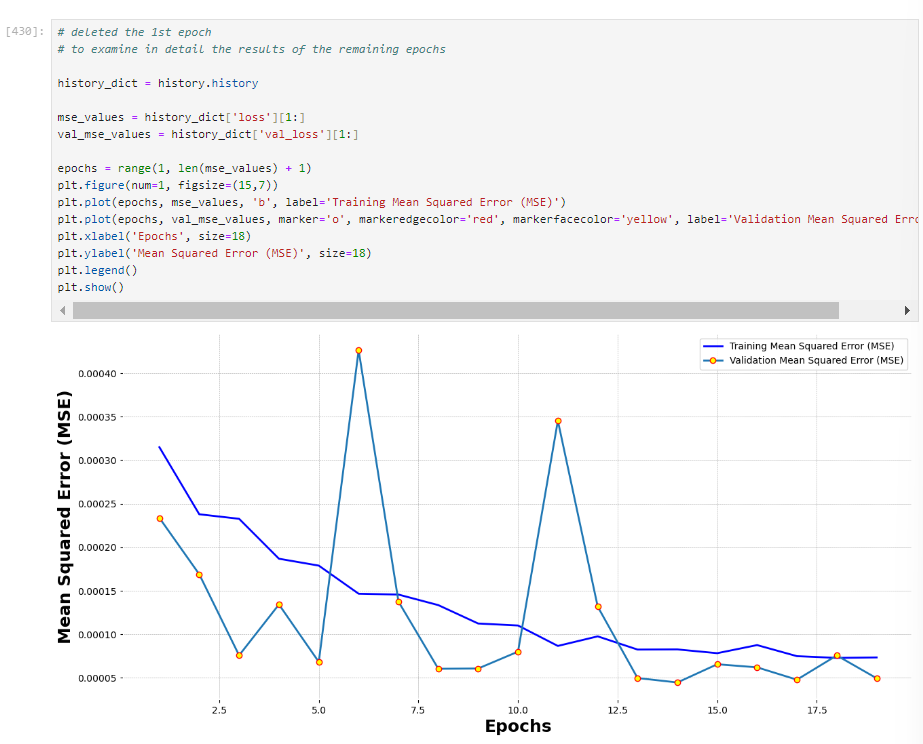 [430]:
# deleted the 1st epoch
# to examine in detail the results of the remaining epochs
history_dict = history.history
mse_values = history_dict['loss'][1:]
val_mse_values = history_dict['val_loss'][1:]
epochs = range(1, len(mse_values) + 1)
plt.figure(num=1, figsize=(15,7))
plt.plot(epochs, mse_values, 'b', label='Training Mean Squared Error (MSE)')
plt.plot(epochs, val_mse_values, marker='o', markeredgecolor='red', markerfacecolor='yellow', label='Validation Mean Squared Erro
plt.xlabel('Epochs', size=18)
plt.ylabel('Mean Squared Error (MSE)', size=18)
plt.legend()
plt.show()
Training Mean Squared Error (MSE)
Validation Mean Squared Error (MSE)
Mean Squared Error (MSE)
0.00040
0.00035
0.00030
0.00025
0.00020
0.00015
0.00010
0.00005
2.5 5.0 7.5 10.0 12.5 15.0 17.5
Epochs